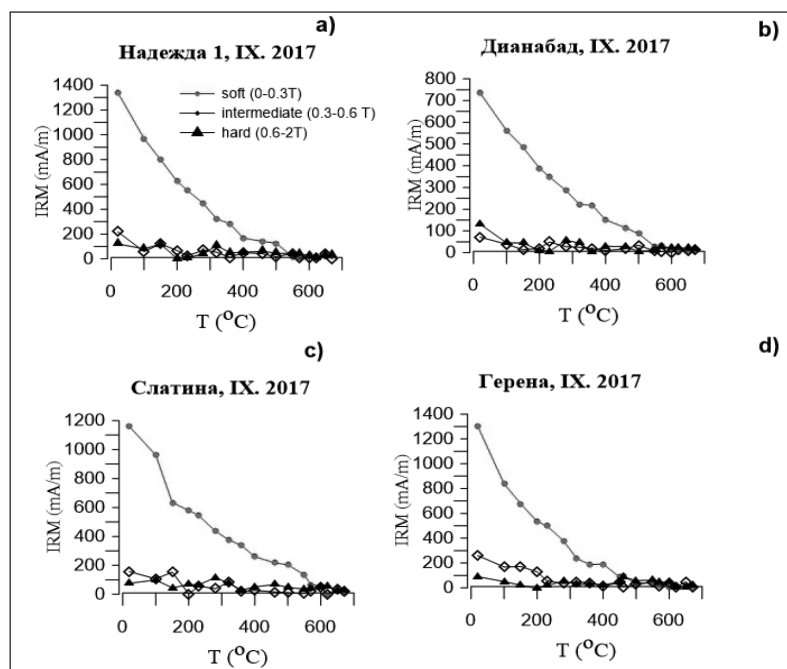 a)
Надежда 1, IX. 2017
1400
1200
1000
800
600
400
200
0
IRM (mA/m)
soft (0-0.3T)
intermediate (0.3-0.6 T)
hard (0.6-2T)
0 200 400 600
T (°C)
b)
Дианабад, IX. 2017
800
700
600
500
400
300
200
100
0
IRM (mA/m)
0 200 400 600
T (°C)
c)
Слатина, IX. 2017
1200
1000
800
600
400
200
0
IRM (mA/m)
0 200 400 600
T (°C)
d)
Герена, IX. 2017
1400
1200
1000
800
600
400
200
0
IRM (mA/m)
0 200 400 600
T (°C)